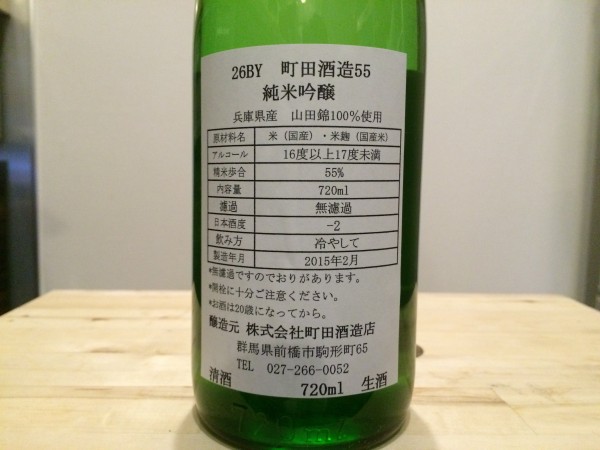 26BY 町田酒造55
純米吟醸
兵庫県産 山田錦100%使用
原材料名 米(国産)・米麹(国産米)
アルコール 16度以上17度未満
精米歩合 55%
内容量 720ml
濾過 無濾過
日本酒度 -2
飲み方 冷やして
製造年月 2015年2月
*無濾過ですのでおりがあります。
*開栓に十分ご注意ください。
*お酒は20歳になってから。
醸造元 株式会社町田酒造店
群馬県前橋市駒形町65
TEL 027-266-0052
清酒 720ml 生酒